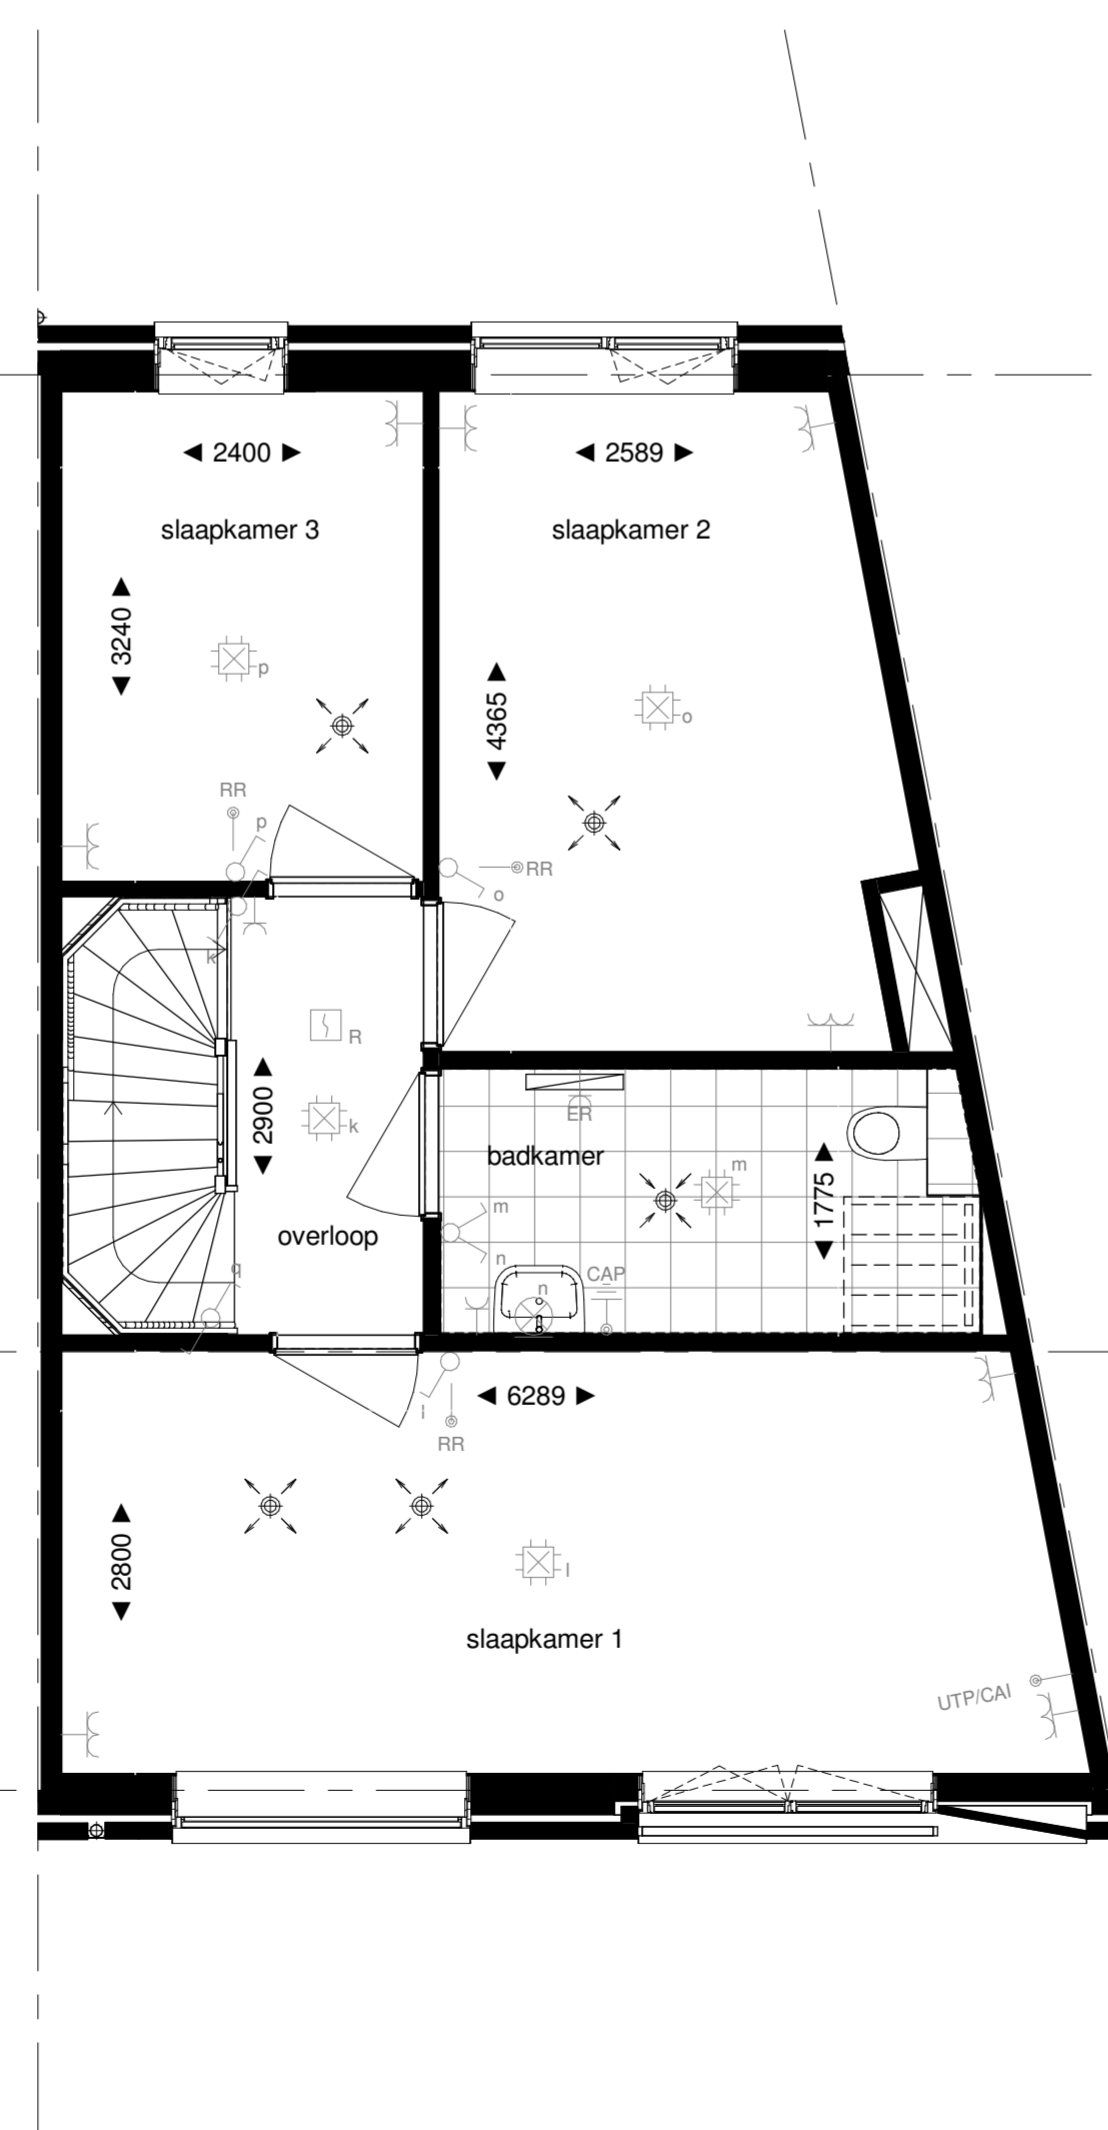 2400
2589
slaapkamer 3
slaapkamer 2
3240
p
o
4365
RR
p
RR
o
k
R
2900
k
ER
badkamer
m
1775
m
overloop
n
q
CAP
n
6289
RR
2800
l
slaapkamer 1
UTP/CAI